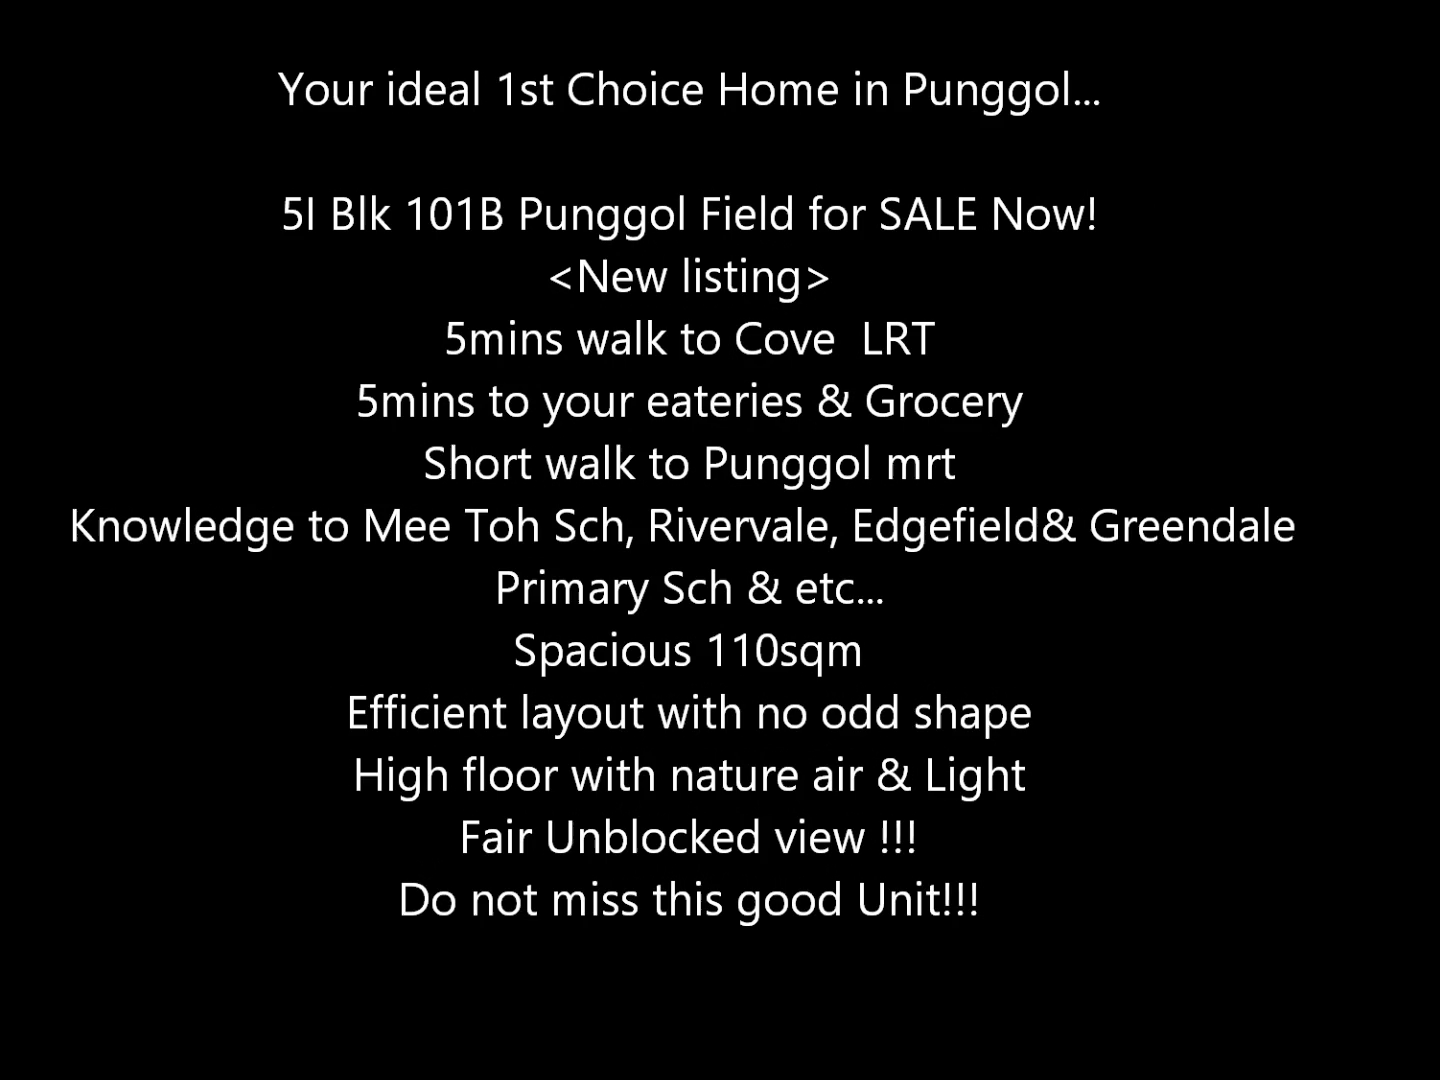 Your ideal 1st Choice Home in Punggol...
5I Blk 101B Punggol Field for SALE Now!
<New listing>
5mins walk to Cove  LRT
5mins to your eateries & Grocery
Short walk to Punggol mrt
Knowledge to Mee Toh Sch, Rivervale, Edgefield& Greendale
Primary Sch & etc...
Spacious 110sqm
Efficient layout with no odd shape
High floor with nature air & Light
Fair Unblocked view !!!
Do not miss this good Unit!!!